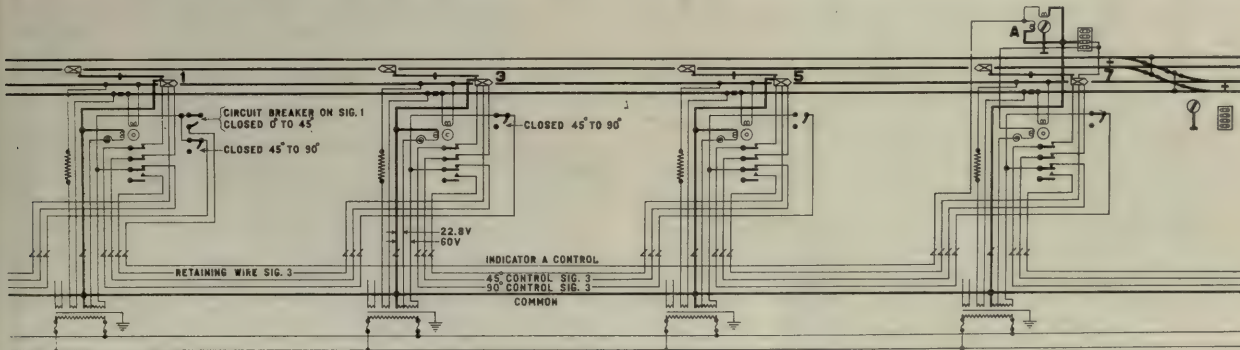 A
1
3
5
7
+
+
CIRCUIT BREAKER ON SIG. 1
CLOSED 0° TO 45°
CLOSED 45° TO 90°
CLOSED 45° TO 90°
22.8V
60V
INDICATOR A CONTROL
RETAINING WIRE SIG. 3
45° CONTROL SIG. 3
90° CONTROL SIG. 3
COMMON